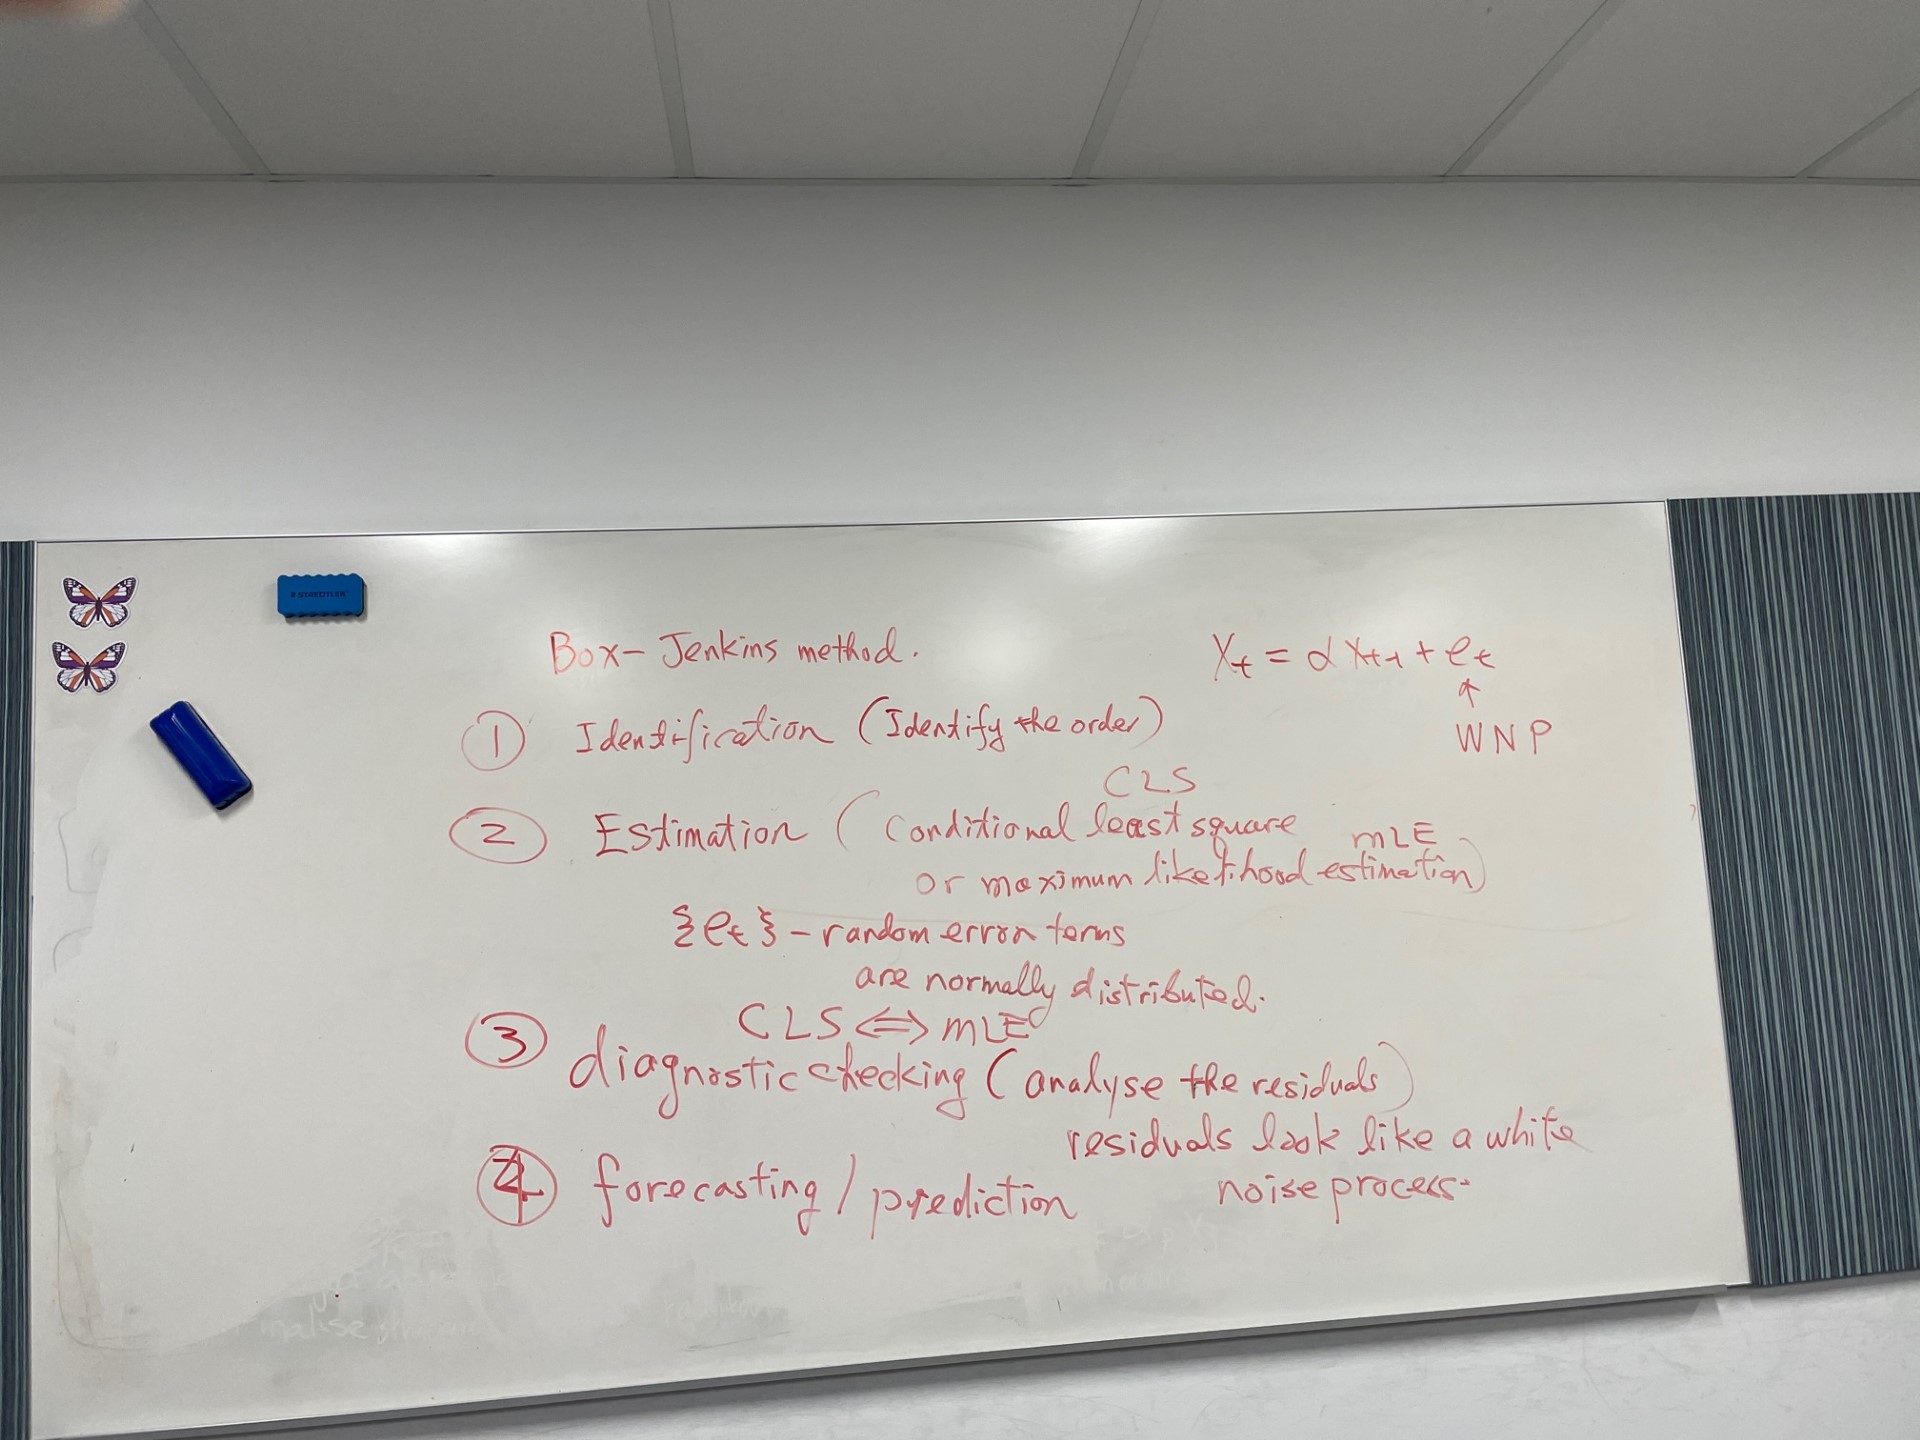 STAEDTLER
Box-Jenkins method.
X_t = αX_{t-1} + e_t
↑
WNP
① Identification (Identify the order)
CLS
② Estimation (Conditional least square
MLE
or maximum likelihood estimation)
{e_t} - random error terms
are normally distributed.
CLS ⇔ MLE
③ diagnostic checking (analyse the residuals)
residuals look like a white
noise process.
④ forecasting / prediction